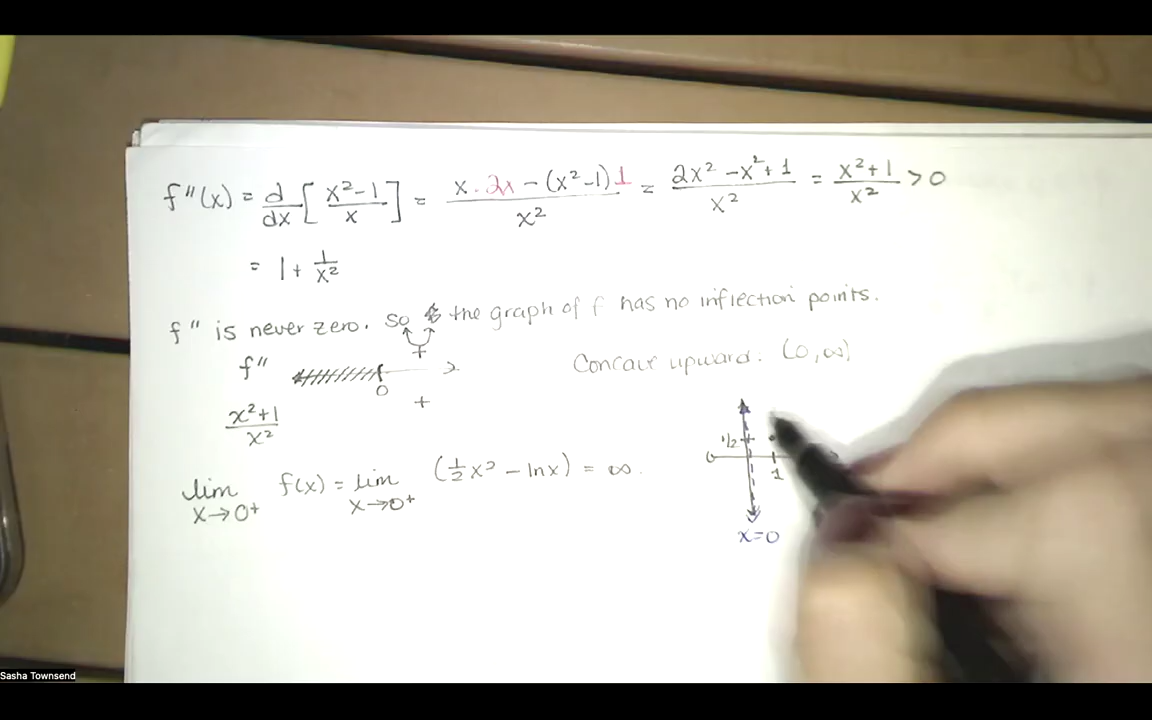 f''(x) = d/dx [ x²-1 / x ] = x · 2x - (x²-1)1 / x² = 2x² - x² + 1 / x² = x²+1 / x² > 0
= 1 + 1/x²
f'' is never zero. So the graph of f has no inflection points.
f'' + > Concave upward. (0, ∞)
0 +
x²+1 / x²
1/2
lim x→0⁺ f(x) = lim x→0⁺ (½x² - ln x) = ∞.
1
x=0
Sasha Townsend